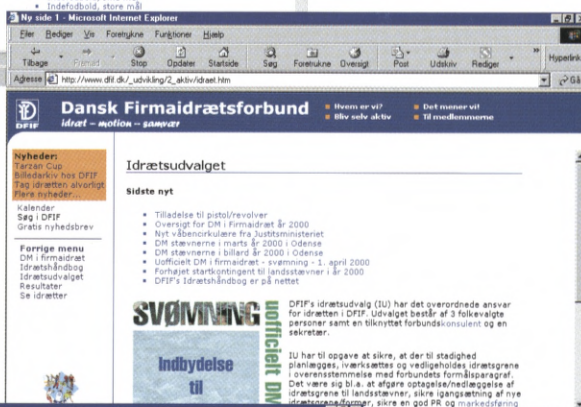 Indefodbold, store mål
Ny side 1 - Microsoft Internet Explorer
Filer Rediger Vis Foretrukne Funktioner Hjælp
Tilbage Fremad Stop Opdater Startside Søg Foretrukne Oversigt Post Udskriv Rediger » Hyperlink
Adresse http://www.dfif.dk/_udvikling/2_aktiv/idraet.htm Gå
DFIF
Dansk Firmaidrætsforbund
idræt – motion – samvær
Hvem er vi? Det mener vi!
Bliv selv aktiv Til medlemmerne
Nyheder:
Tarzan Cup
Billedarkiv hos DFIF
Tag idrætten alvorligt
Flere nyheder...
Kalender
Søg i DFIF
Gratis nyhedsbrev
Forrige menu
DM i firmaidræt
Idrætshåndbog
Idrætsudvalget
Resultater
Se idrætter
Idrætsudvalget
Sidste nyt
Tilladelse til pistol/revolver
Oversigt for DM i Firmaidræt år 2000
Nyt våbencirkulære fra Justitsministeriet
DM stævnerne i marts år 2000 i Odense
DM stævnerne i billard år 2000 i Odense
Uofficielt DM i firmaidræt - svømning - 1. april 2000
Forhøjet startkontingent til landsstævner i år 2000
DFIF's Idrætshåndbog er på nettet
SVØMNING
uofficielt DM
Indbydelse
til
DFIF's idrætsudvalg (IU) har det overordnede ansvar
for idrætten i DFIF. Udvalget består af 3 folkevalgte
personer samt en tilknyttet forbundskonsulent og en
sekretær.
IU har til opgave at sikre, at der til stadighed
planlægges, iværksættes og vedligeholdes idrætsgrene
i overensstemmelse med forbundets formålsparagraf.
Det være sig bl.a. at afgøre optagelse/nedlæggelse af
idrætsgrene til landsstævner, sikre igangsætning af nye
idrætsgrene/former, sikre en god PR og markedsføring